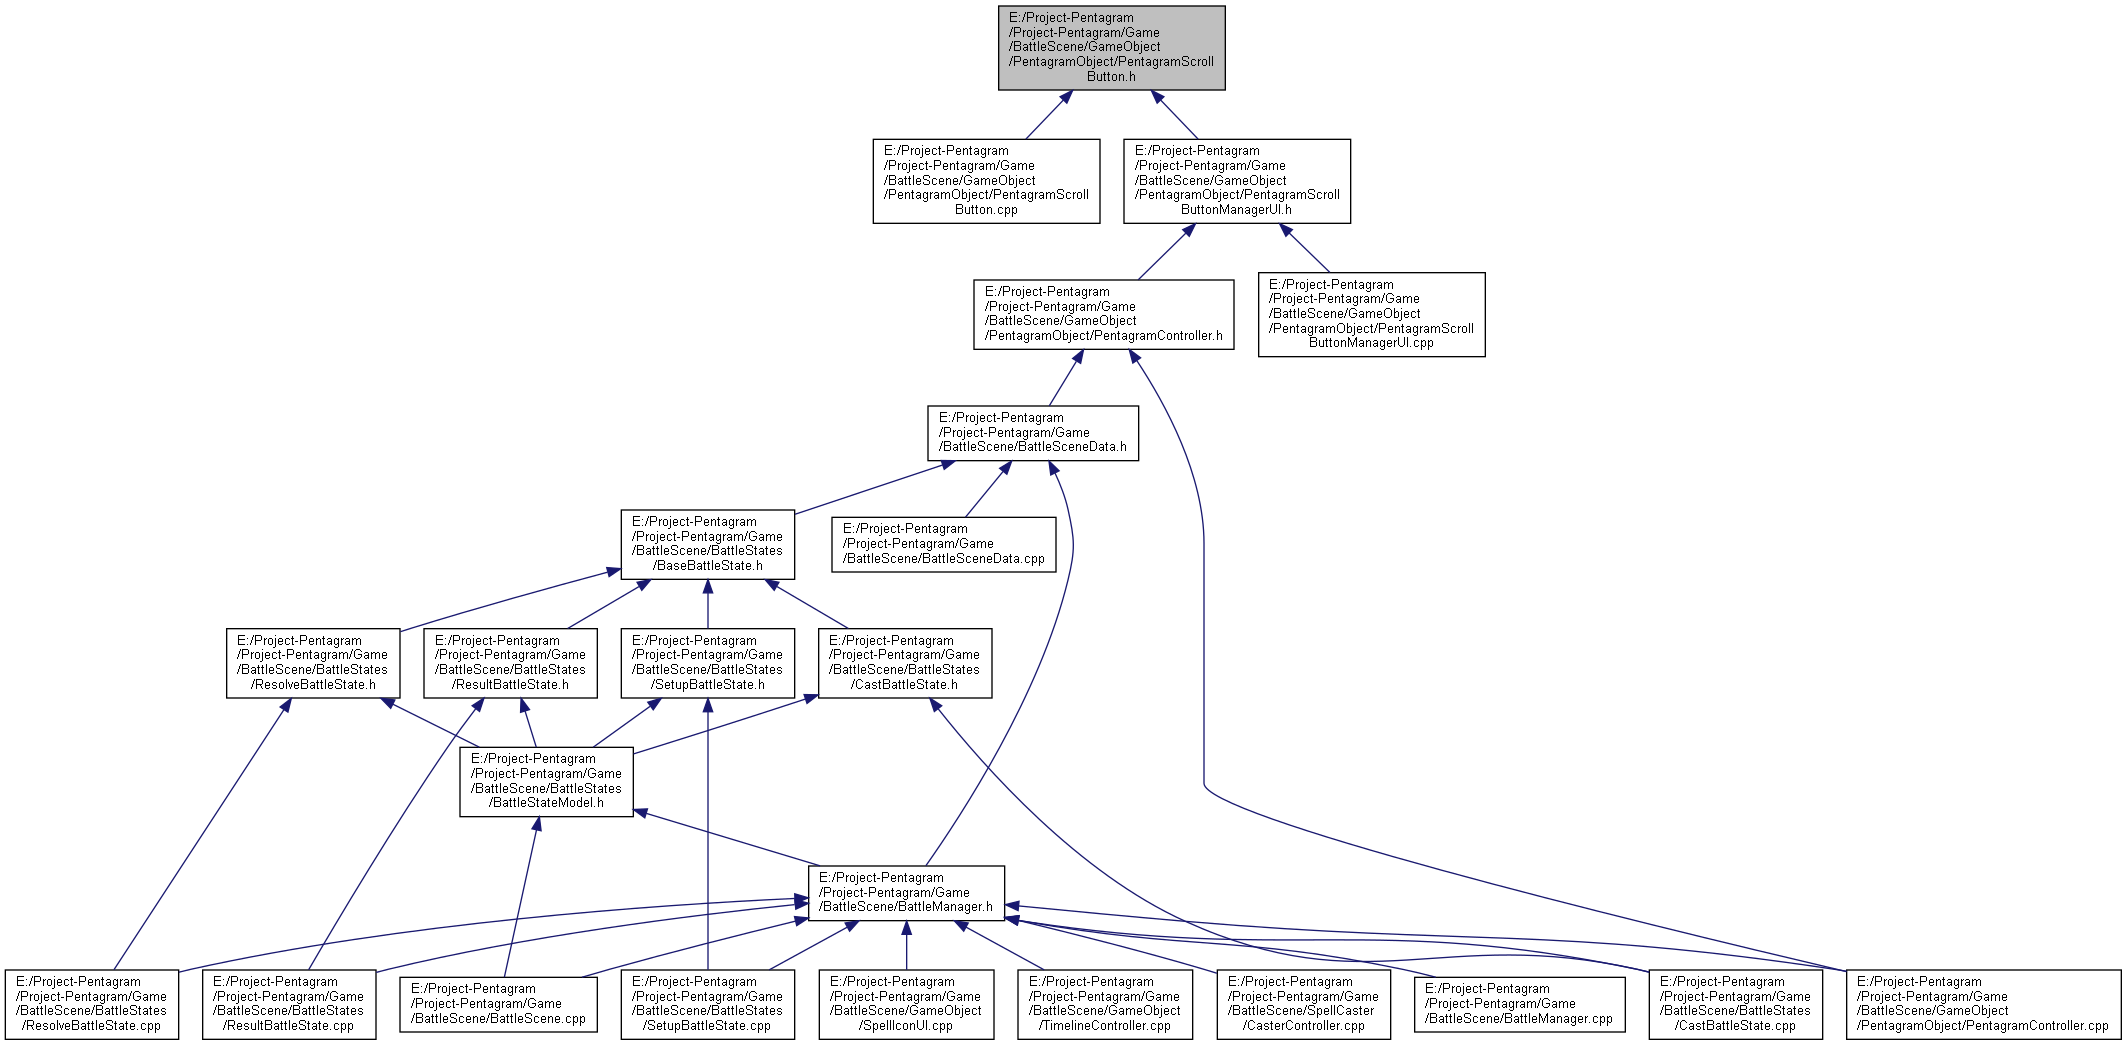 E:/Project-Pentagram
/Project-Pentagram/Game
/BattleScene/GameObject
/PentagramObject/PentagramScroll
Button.h
E:/Project-Pentagram
/Project-Pentagram/Game
/BattleScene/GameObject
/PentagramObject/PentagramScroll
Button.cpp
E:/Project-Pentagram
/Project-Pentagram/Game
/BattleScene/GameObject
/PentagramObject/PentagramScroll
ButtonManagerUI.h
E:/Project-Pentagram
/Project-Pentagram/Game
/BattleScene/GameObject
/PentagramObject/PentagramController.h
E:/Project-Pentagram
/Project-Pentagram/Game
/BattleScene/GameObject
/PentagramObject/PentagramScroll
ButtonManagerUI.cpp
E:/Project-Pentagram
/Project-Pentagram/Game
/BattleScene/BattleSceneData.h
E:/Project-Pentagram
/Project-Pentagram/Game
/BattleScene/BattleStates
/BaseBattleState.h
E:/Project-Pentagram
/Project-Pentagram/Game
/BattleScene/BattleSceneData.cpp
E:/Project-Pentagram
/Project-Pentagram/Game
/BattleScene/BattleStates
/ResolveBattleState.h
E:/Project-Pentagram
/Project-Pentagram/Game
/BattleScene/BattleStates
/ResultBattleState.h
E:/Project-Pentagram
/Project-Pentagram/Game
/BattleScene/BattleStates
/SetupBattleState.h
E:/Project-Pentagram
/Project-Pentagram/Game
/BattleScene/BattleStates
/CastBattleState.h
E:/Project-Pentagram
/Project-Pentagram/Game
/BattleScene/BattleStates
/BattleStateModel.h
E:/Project-Pentagram
/Project-Pentagram/Game
/BattleScene/BattleManager.h
E:/Project-Pentagram
/Project-Pentagram/Game
/BattleScene/BattleStates
/ResolveBattleState.cpp
E:/Project-Pentagram
/Project-Pentagram/Game
/BattleScene/BattleStates
/ResultBattleState.cpp
E:/Project-Pentagram
/Project-Pentagram/Game
/BattleScene/BattleScene.cpp
E:/Project-Pentagram
/Project-Pentagram/Game
/BattleScene/BattleStates
/SetupBattleState.cpp
E:/Project-Pentagram
/Project-Pentagram/Game
/BattleScene/GameObject
/SpellIconUI.cpp
E:/Project-Pentagram
/Project-Pentagram/Game
/BattleScene/GameObject
/TimelineController.cpp
E:/Project-Pentagram
/Project-Pentagram/Game
/BattleScene/SpellCaster
/CasterController.cpp
E:/Project-Pentagram
/Project-Pentagram/Game
/BattleScene/BattleManager.cpp
E:/Project-Pentagram
/Project-Pentagram/Game
/BattleScene/BattleStates
/CastBattleState.cpp
E:/Project-Pentagram
/Project-Pentagram/Game
/BattleScene/GameObject
/PentagramObject/PentagramController.cpp